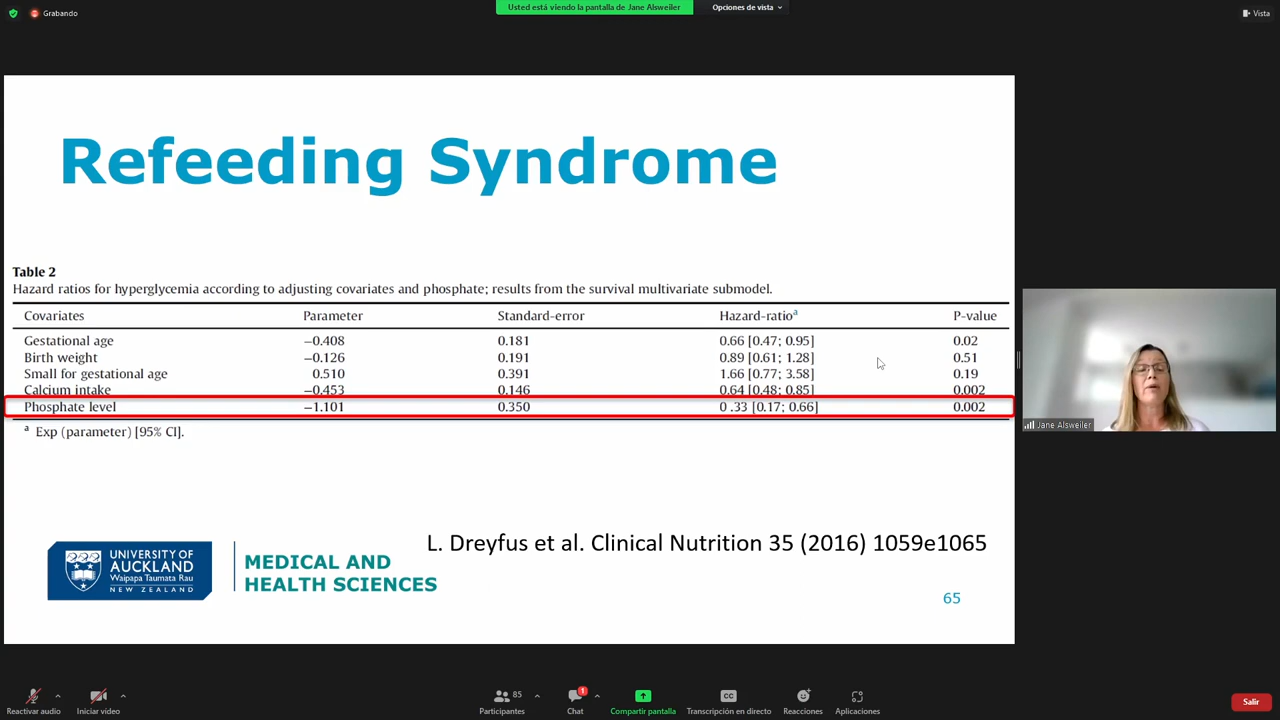 Grabando
Usted está viendo la pantalla de Jane Alsweiler
Opciones de vista
Vista
Refeeding Syndrome
Table 2
Hazard ratios for hyperglycemia according to adjusting covariates and phosphate; results from the survival multivariate submodel.
Covariates Parameter Standard-error Hazard-ratioa P-value
Gestational age −0.408 0.181 0.66 [0.47; 0.95] 0.02
Birth weight −0.126 0.191 0.89 [0.61; 1.28] 0.51
Small for gestational age 0.510 0.391 1.66 [0.77; 3.58] 0.19
Calcium intake −0.453 0.146 0.64 [0.48; 0.85] 0.002
Phosphate level −1.101 0.350 0 .33 [0.17; 0.66] 0.002
a Exp (parameter) [95% CI].
Jane Alsweiler
L. Dreyfus et al. Clinical Nutrition 35 (2016) 1059e1065
UNIVERSITY OF
AUCKLAND
Waipapa Taumata Rau
NEW ZEALAND
MEDICAL AND
HEALTH SCIENCES
65
Reactivar audio
Iniciar video
85
Participantes
1
Chat
Compartir pantalla
CC
Transcripción en directo
Reacciones
Aplicaciones
Salir